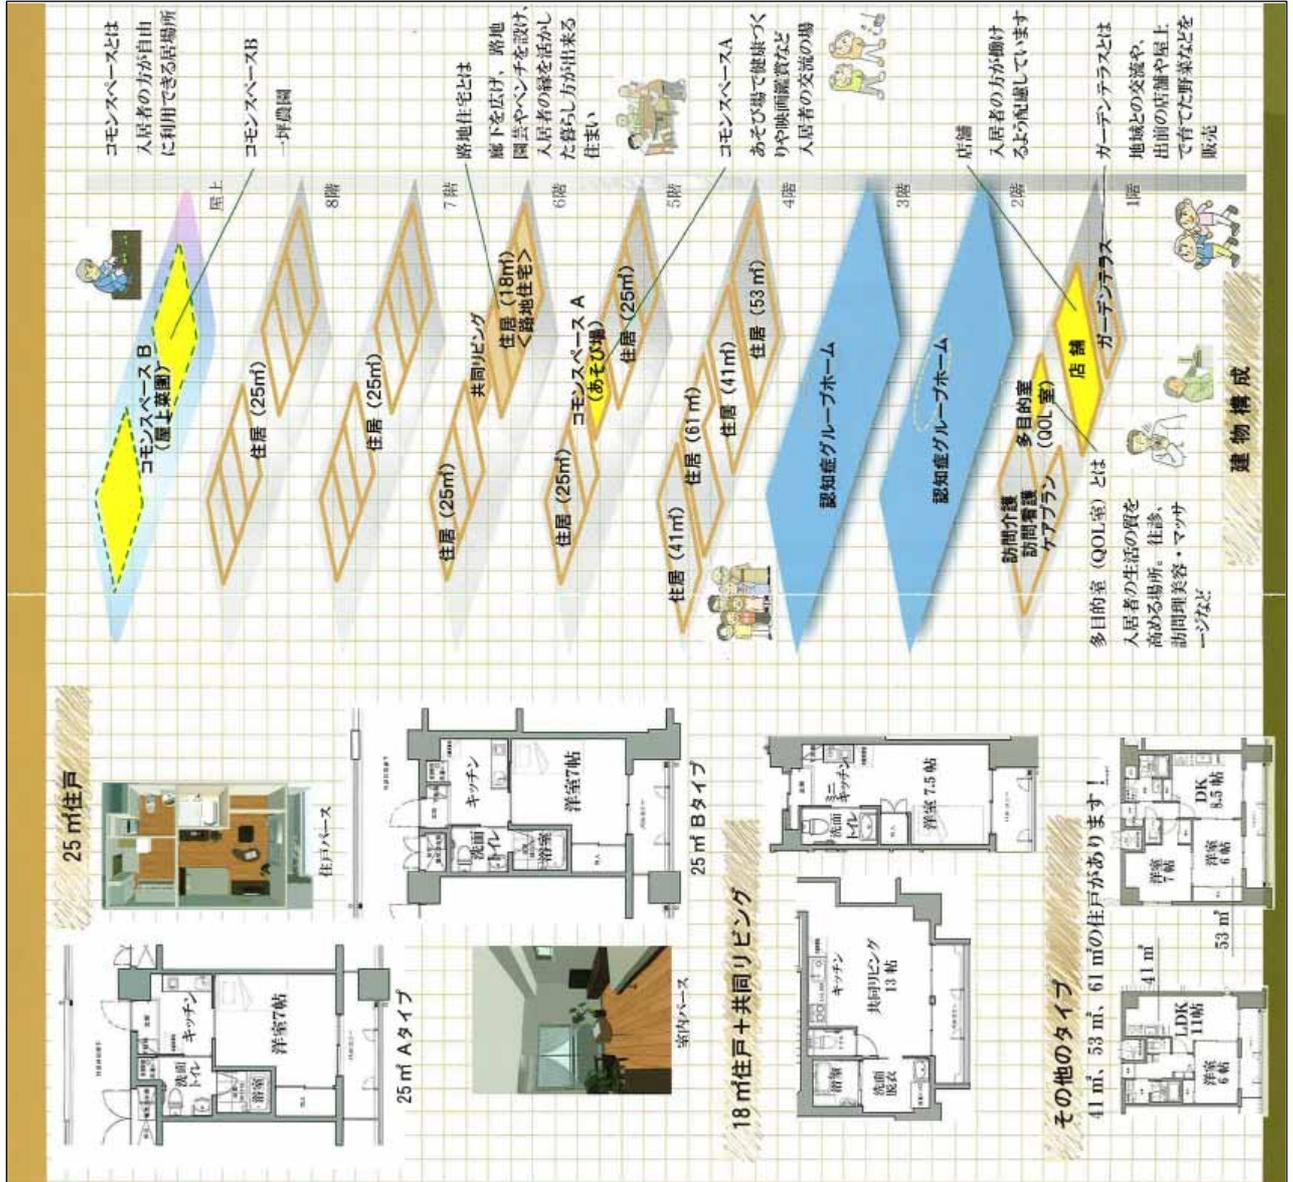 25㎡住戸
25㎡ Aタイプ
洗面
トイレ
キッチン
浴室
洋室7帖
住戸パース
室内パース
25㎡ Bタイプ
洗面
トイレ
キッチン
浴室
洋室7帖
18㎡住戸+共同リビング
キッチン
浴室
洗面
脱衣
共同リビング
13帖
ミニ
キッチン
洗面
トイレ
洋室 7.5 帖
その他のタイプ
41㎡、53㎡、61㎡の住戸があります!
41㎡
LDK
11帖
洋室
6 帖
53㎡
洋室
7 帖
DK
8.5 帖
洋室
6 帖
コモンスペースB
(屋上菜園)
屋上
住居(25㎡)
8階
住居(25㎡)
7階
住居(25㎡)
共同リビング
住居(18㎡)
<路地住宅>
6階
住居(25㎡)
コモンスペース A
(あそび場)
住居(25㎡)
5階
住居(41㎡)
住居(61㎡)
住居(41㎡)
住居(53㎡)
4階
認知症グループホーム
3階
認知症グループホーム
2階
訪問介護
訪問看護
ケアプラン
多目的室
(QOL室)
店舗
ガーデンテラス
1階
コモンスペースとは
入居者の方が自由
に利用できる居場所
コモンスペースB
一坪農園
路地住宅とは
廊下を広げ、路地
園芸やベンチを設け、
入居者の縁を活かし
た暮らし方が出来る
住まい
コモンスペースA
あそび場で健康づく
りや映画鑑賞など
入居者の交流の場
店舗
入居者の方が働け
るよう配慮しています
ガーデンテラスとは
地域との交流や、
出前の店舗や屋上
で育てた野菜などを
販売
多目的室(QOL室)とは
入居者の生活の質を
高める場所。往診、
訪問理美容・マッサ
ージなど
建物構成